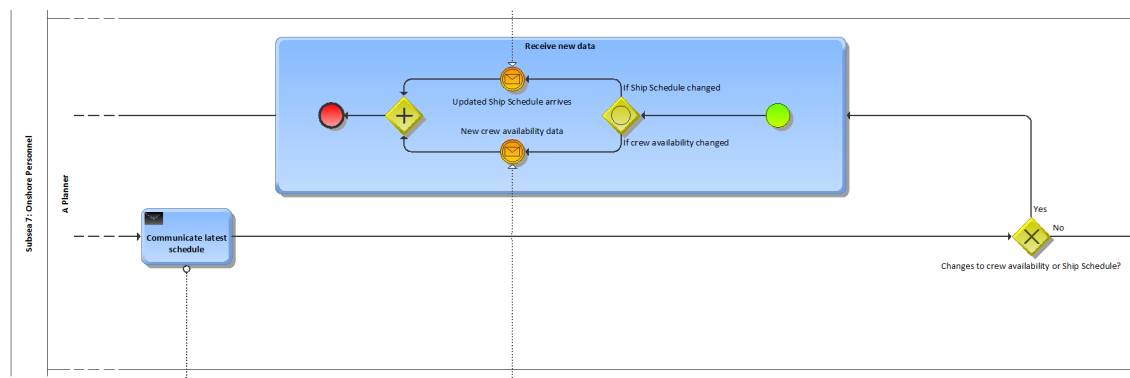 Subsea 7: Onshore Personnel
A Planner
Receive new data
If Ship Schedule changed
Updated Ship Schedule arrives
New crew availability data
If crew availability changed
Communicate latest
schedule
Yes
No
Changes to crew availability or Ship Schedule?